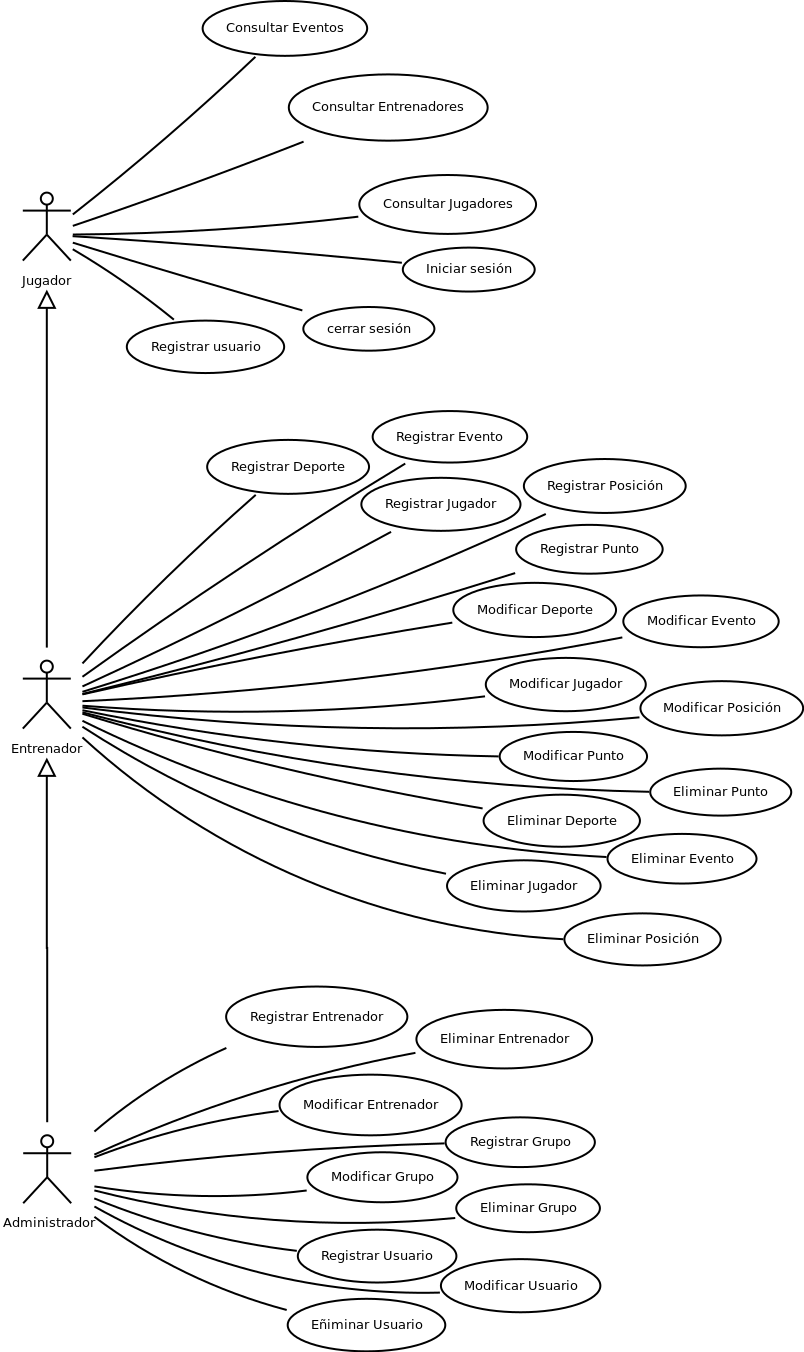 Consultar Eventos
Consultar Entrenadores
Consultar Jugadores
Iniciar sesión
Jugador
cerrar sesión
Registrar usuario
Registrar Evento
Registrar Deporte
Registrar Posición
Registrar Jugador
Registrar Punto
Modificar Deporte
Modificar Evento
Modificar Jugador
Modificar Posición
Entrenador
Modificar Punto
Eliminar Punto
Eliminar Deporte
Eliminar Evento
Eliminar Jugador
Eliminar Posición
Registrar Entrenador
Eliminar Entrenador
Modificar Entrenador
Registrar Grupo
Modificar Grupo
Eliminar Grupo
Administrador
Registrar Usuario
Modificar Usuario
Eñiminar Usuario